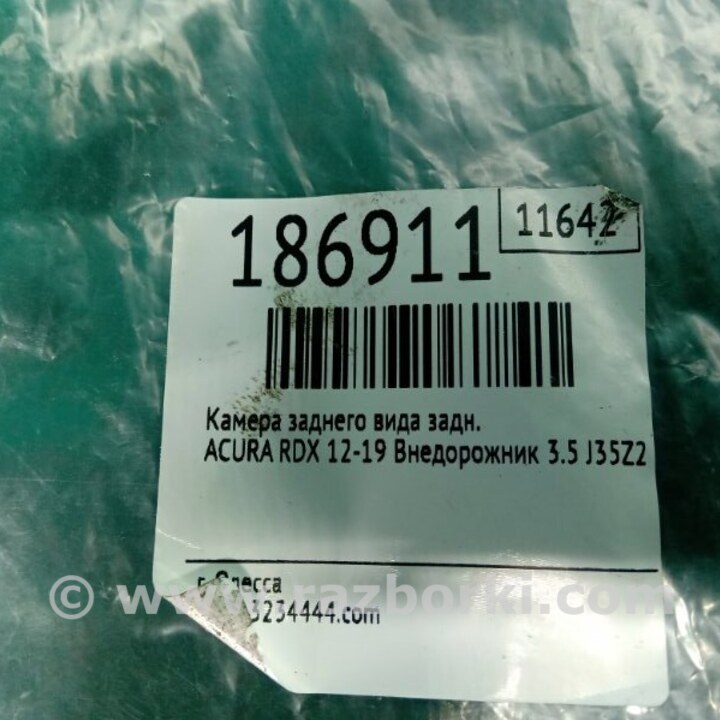 186911
11642
Камера заднего вида задн.
ACURA RDX 12-19 Внедорожник 3.5 J35Z2
г. Одесса
3234444.com
© www.razborki.com